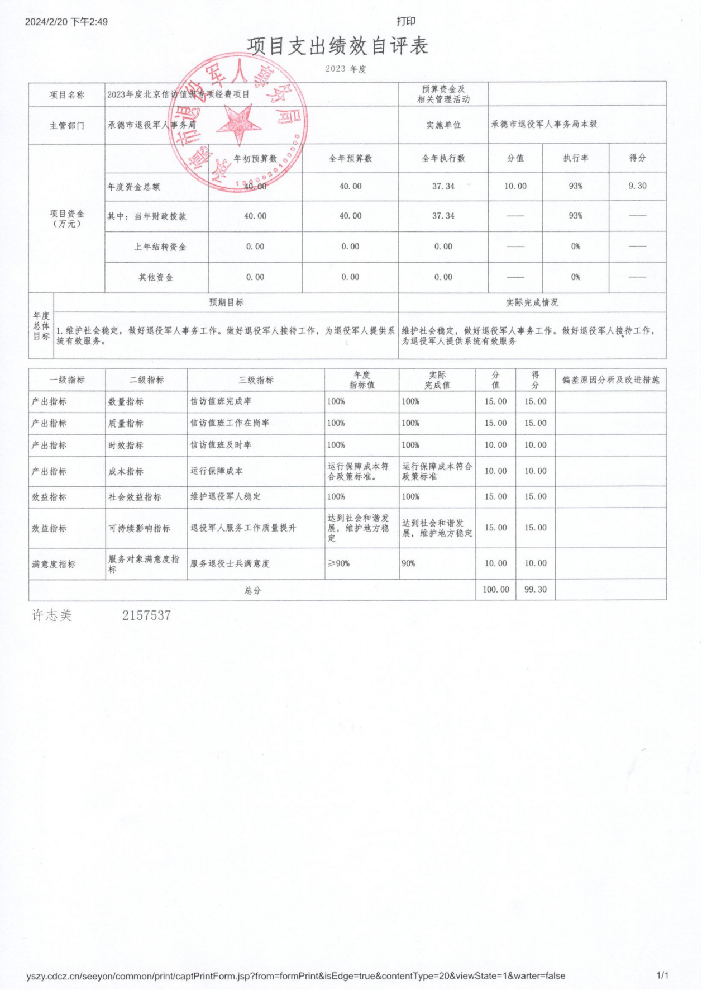 2024/2/20 下午2:49 打印
项目支出绩效自评表
2023 年度
项目名称 2023年度北京信访值班专项经费项目 预算资金及
相关管理活动
主管部门 承德市退役军人事务局 实施单位 承德市退役军人事务局本级
承德市退役军人事务局
项目资金
（万元）
年初预算数 全年预算数 全年执行数 分值 执行率 得分
年度资金总额 40.00 40.00 37.34 10.00 93% 9.30
其中：当年财政拨款 40.00 40.00 37.34 —— 93% ——
上年结转资金 0.00 0.00 0.00 —— 0% ——
其他资金 0.00 0.00 0.00 —— 0% ——
年度
总体
目标
预期目标 实际完成情况
1.维护社会稳定，做好退役军人事务工作。做好退役军人接待工作，为退役军人提供系
统有效服务。
维护社会稳定，做好退役军人事务工作。做好退役军人接待工作，
为退役军人提供系统有效服务
一级指标 二级指标 三级指标 年度
指标值
实际
完成值
分
值
得
分
偏差原因分析及改进措施
产出指标 数量指标 信访值班完成率 100% 100% 15.00 15.00
产出指标 质量指标 信访值班工作在岗率 100% 100% 15.00 15.00
产出指标 时效指标 信访值班及时率 100% 100% 10.00 10.00
产出指标 成本指标 运行保障成本 运行保障成本符
合政策标准。
运行保障成本符合
政策标准
10.00 10.00
效益指标 社会效益指标 维护退役军人稳定 100% 100% 15.00 15.00
效益指标 可持续影响指标 退役军人服务工作质量提升 达到社会和谐发
展，维护地方稳
定
达到社会和谐发
展，维护地方稳定
15.00 15.00
满意度指标 服务对象满意度指
标
服务退役士兵满意度 ≥90% 90% 10.00 10.00
总分 100.00 99.30
许志美 2157537
yszy.cdcz.cn/seeyon/common/print/captPrintForm.jsp?from=formPrint&isEdge=true&contentType=20&viewState=1&warter=false 1/1